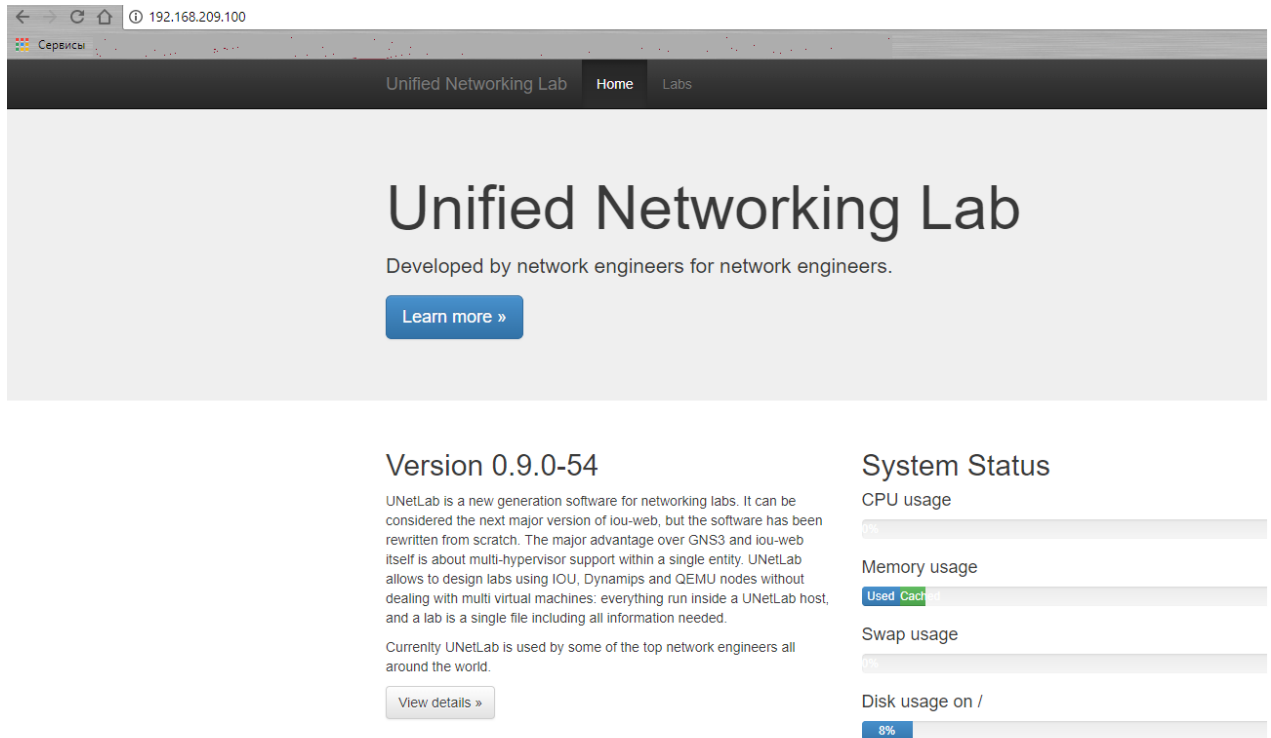 192.168.209.100
Сервисы
Unified Networking Lab Home Labs
Unified Networking Lab
Developed by network engineers for network engineers.
Learn more »
Version 0.9.0-54
UNetLab is a new generation software for networking labs. It can be
considered the next major version of iou-web, but the software has been
rewritten from scratch. The major advantage over GNS3 and iou-web
itself is about multi-hypervisor support within a single entity. UNetLab
allows to design labs using IOU, Dynamips and QEMU nodes without
dealing with multi virtual machines: everything run inside a UNetLab host,
and a lab is a single file including all information needed.
Currenlty UNetLab is used by some of the top network engineers all
around the world.
View details »
System Status
CPU usage
0%
Memory usage
Used Cached
Swap usage
0%
Disk usage on /
8%